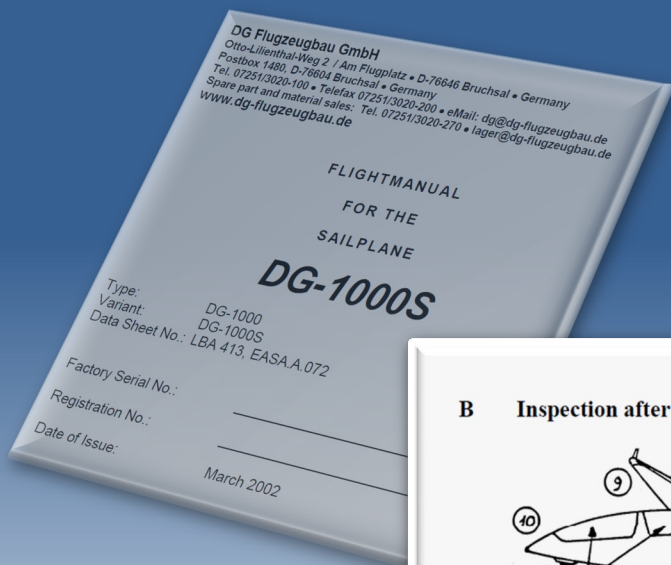 DG Flugzeugbau GmbH
Otto-Lilienthal-Weg 2 / Am Flugplatz • D-76646 Bruchsal • Germany
Postbox 1480, D-76604 Bruchsal • Germany
Tel. 07251/3020-100 • Telefax 07251/3020-200 • eMail: dg@dg-flugzeugbau.de
Spare part and material sales: Tel. 07251/3020-270 • lager@dg-flugzeugbau.de
www.dg-flugzeugbau.de
FLIGHTMANUAL
FOR THE
SAILPLANE
DG-1000S
Type: DG-1000
Variant: DG-1000S
Data Sheet No.: LBA 413, EASA.A.072
Factory Serial No.:
Registration No.:
Date of Issue: March 2002
B Inspection after
9
10